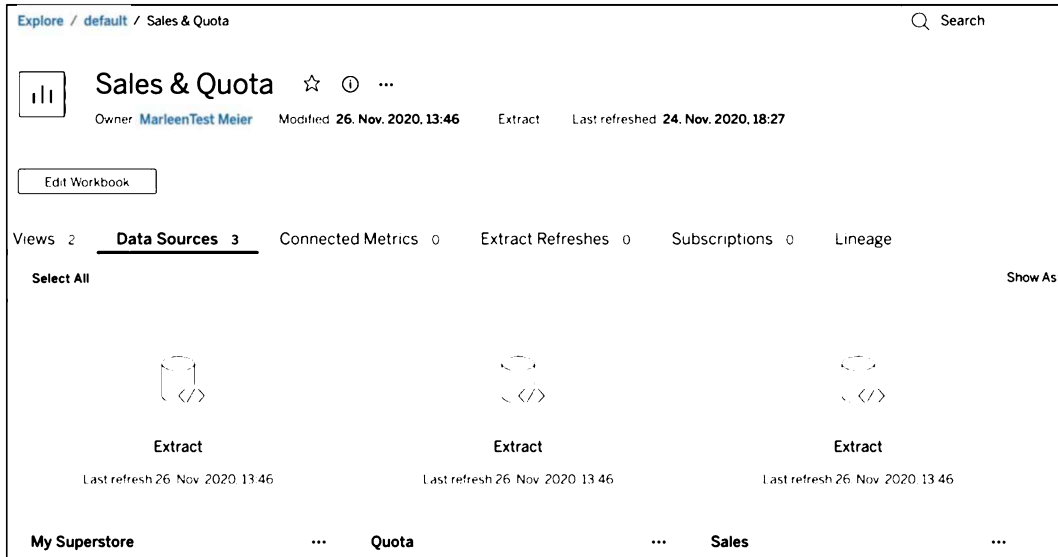 Explore / default / Sales & Quota
Search
Sales & Quota
Owner MarleenTest Meier Modified 26. Nov. 2020, 13:46 Extract Last refreshed 24. Nov. 2020, 18:27
Edit Workbook
Views 2 Data Sources 3 Connected Metrics 0 Extract Refreshes 0 Subscriptions 0 Lineage
Select All
Show As
Extract Extract Extract
Last refresh 26. Nov. 2020, 13:46 Last refresh 26. Nov. 2020, 13:46 Last refresh 26. Nov. 2020, 13:46
My Superstore ... Quota ... Sales ...